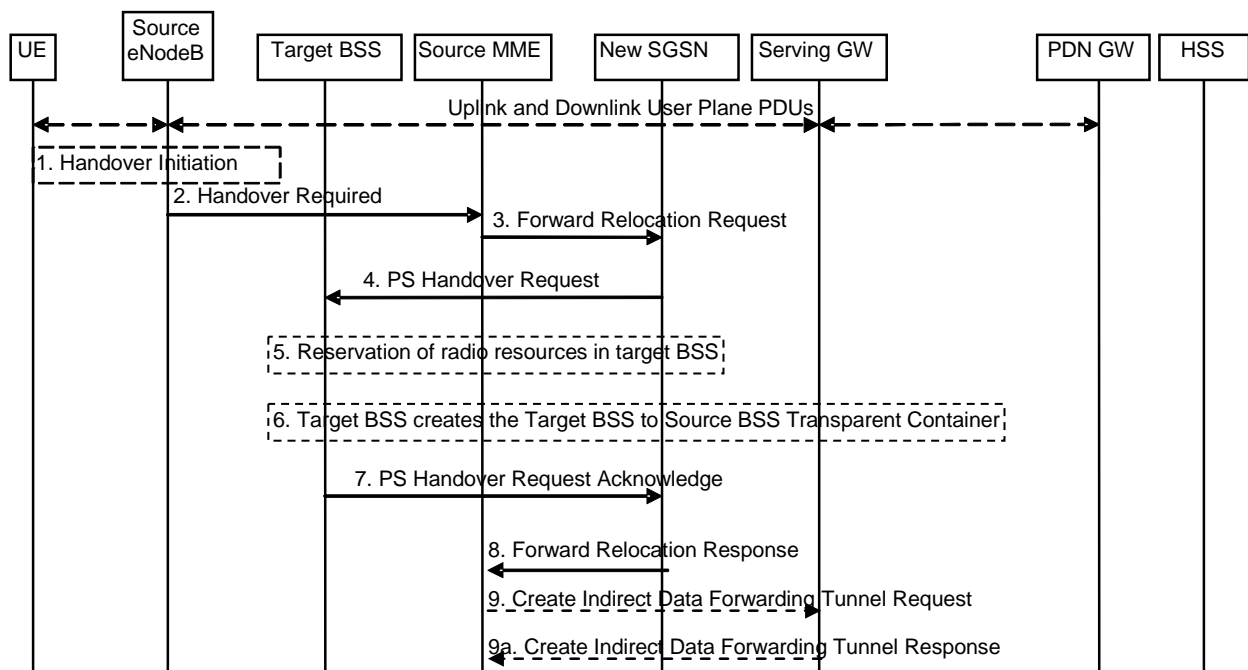 UE
Source
eNodeB
Target BSS
Source MME
New SGSN
Serving GW
PDN GW
HSS
Uplink and Downlink User Plane PDUs
1. Handover Initiation
2. Handover Required
3. Forward Relocation Request
4. PS Handover Request
5. Reservation of radio resources in target BSS
6. Target BSS creates the Target BSS to Source BSS Transparent Container
7. PS Handover Request Acknowledge
8. Forward Relocation Response
9. Create Indirect Data Forwarding Tunnel Request
9a. Create Indirect Data Forwarding Tunnel Response